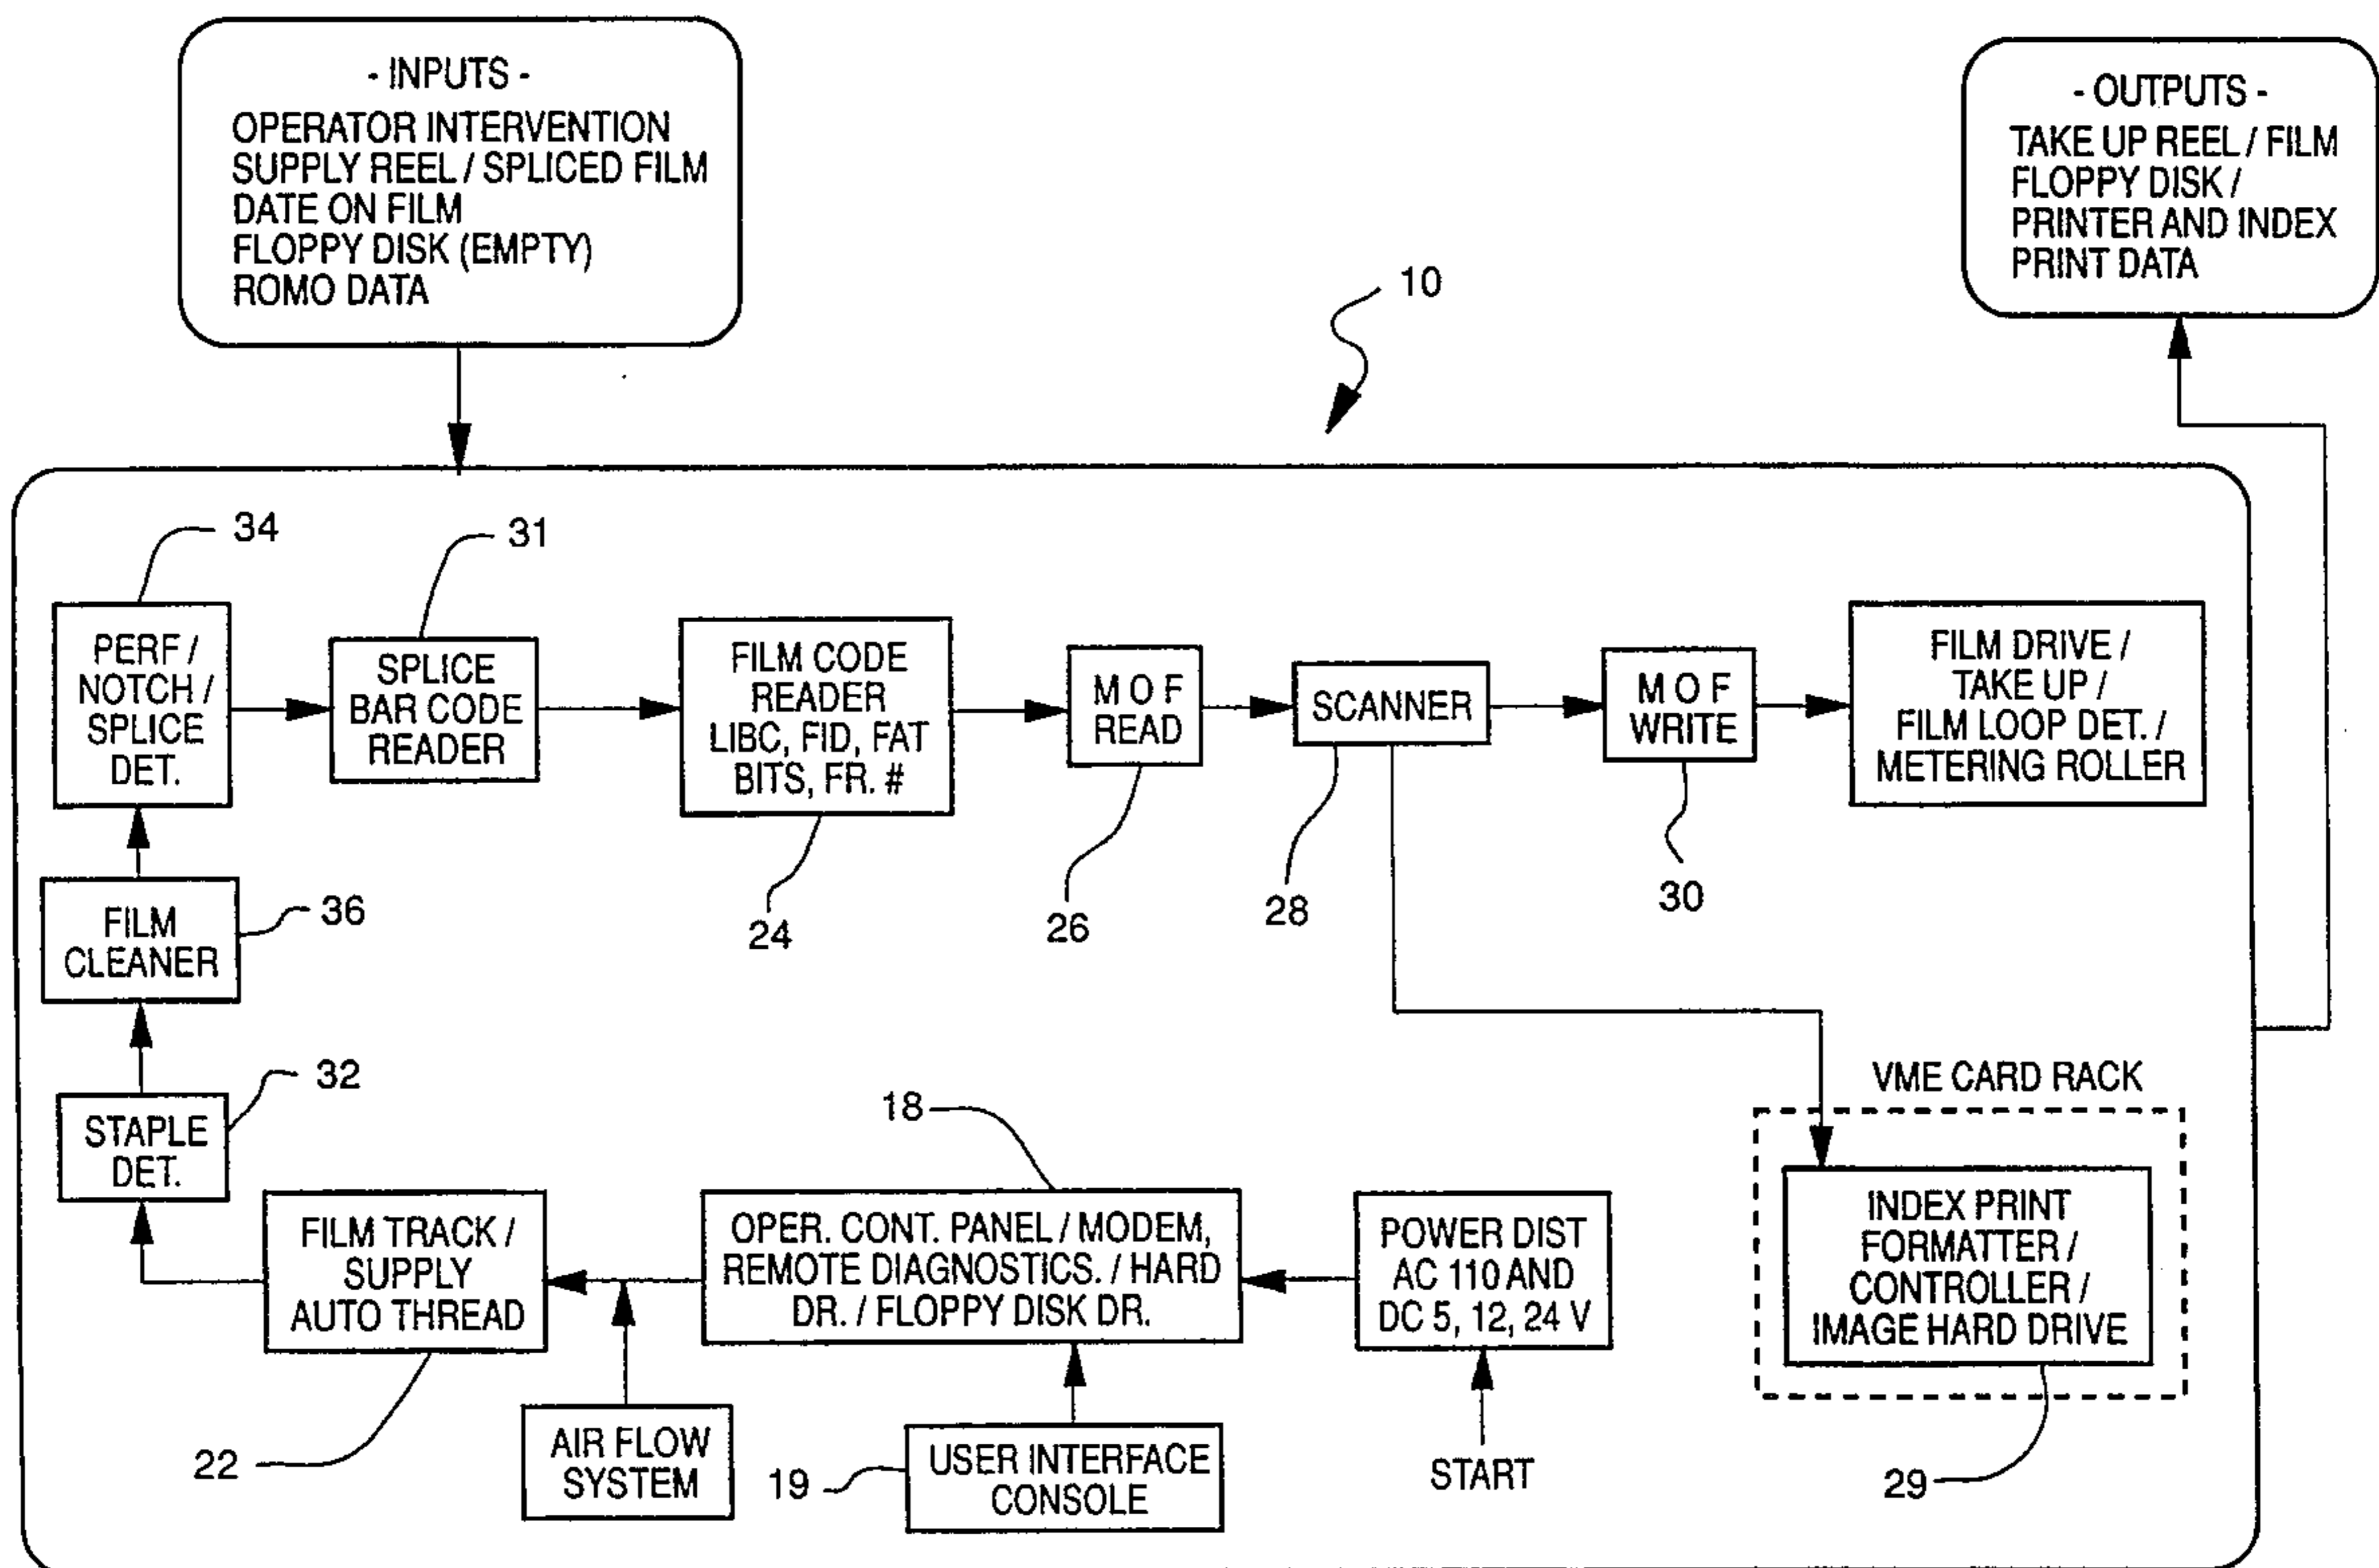 - INPUTS -
OPERATOR INTERVENTION
SUPPLY REEL / SPLICED FILM
DATE ON FILM
FLOPPY DISK (EMPTY)
ROMO DATA
- OUTPUTS -
TAKE UP REEL / FILM
FLOPPY DISK /
PRINTER AND INDEX
PRINT DATA
10
34
31
PERF /
NOTCH /
SPLICE
DET.
SPLICE
BAR CODE
READER
FILM CODE
READER
LIBC, FID, FAT
BITS, FR. #
M O F
READ
SCANNER
M O F
WRITE
FILM DRIVE /
TAKE UP /
FILM LOOP DET. /
METERING ROLLER
24
26
28
30
FILM
CLEANER
36
STAPLE
DET.
32
FILM TRACK /
SUPPLY
AUTO THREAD
22
AIR FLOW
SYSTEM
18
OPER. CONT. PANEL / MODEM,
REMOTE DIAGNOSTICS. / HARD
DR. / FLOPPY DISK DR.
19
USER INTERFACE
CONSOLE
POWER DIST
AC 110 AND
DC 5, 12, 24 V
START
VME CARD RACK
INDEX PRINT
FORMATTER /
CONTROLLER /
IMAGE HARD DRIVE
29